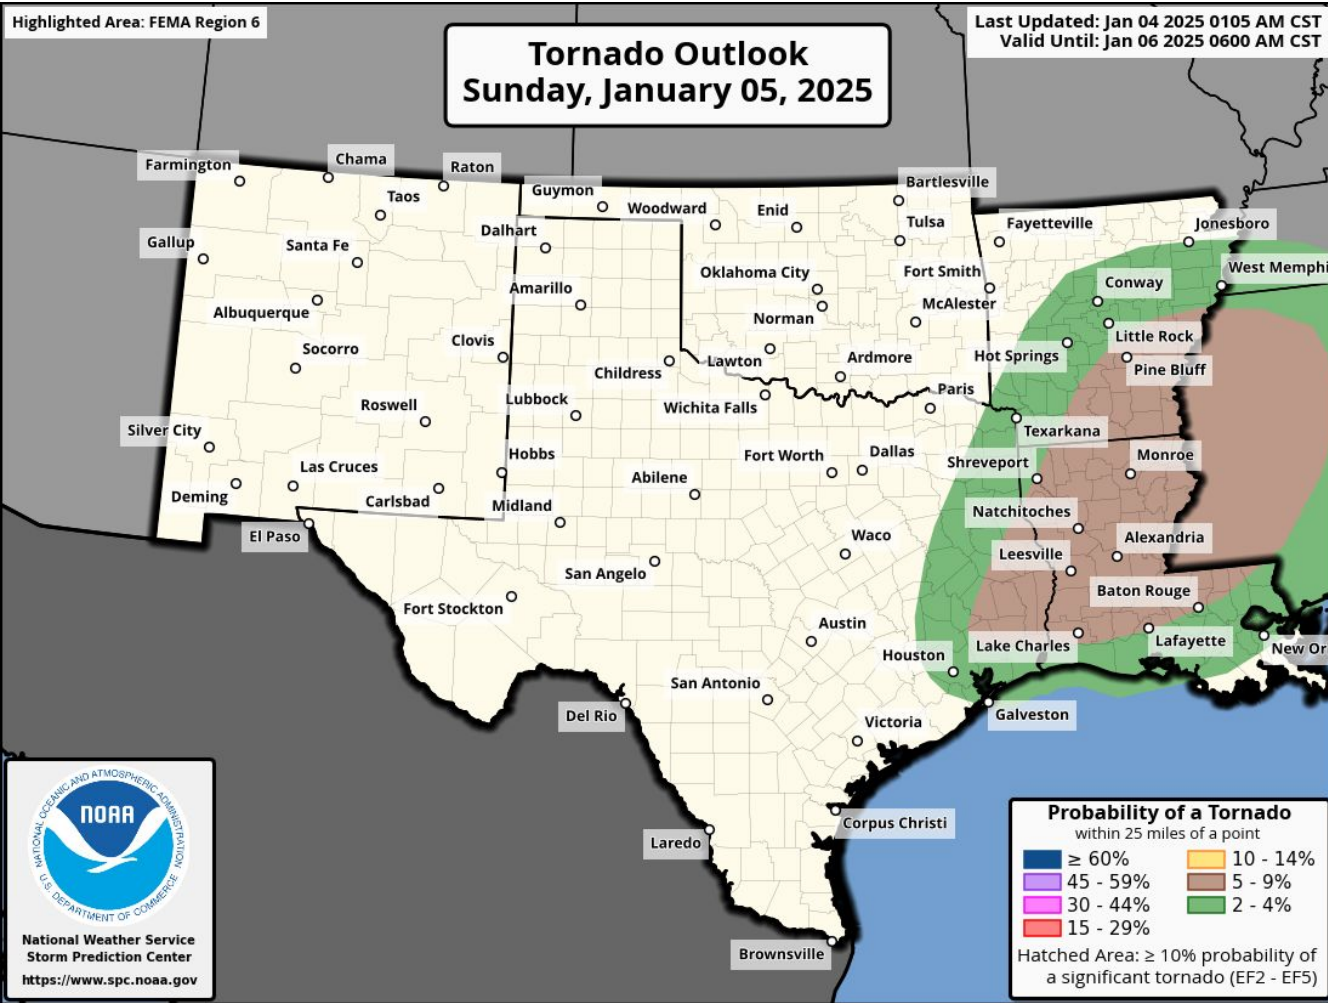 Highlighted Area: FEMA Region 6
Last Updated: Jan 04 2025 0105 AM CST
Valid Until: Jan 06 2025 0600 AM CST
Tornado Outlook
Sunday, January 05, 2025
Farmington
Chama
Raton
Taos
Guymon
Woodward
Enid
Bartlesville
Tulsa
Fayetteville
Jonesboro
Gallup
Santa Fe
Dalhart
Oklahoma City
Fort Smith
Conway
West Memphi
Albuquerque
Amarillo
Norman
McAlester
Socorro
Clovis
Childress
Lawton
Ardmore
Hot Springs
Little Rock
Pine Bluff
Roswell
Lubbock
Wichita Falls
Paris
Texarkana
Silver City
Las Cruces
Hobbs
Fort Worth
Dallas
Shreveport
Monroe
Deming
Carlsbad
Midland
Abilene
Natchitoches
El Paso
Waco
Leesville
Alexandria
San Angelo
Baton Rouge
Fort Stockton
Austin
Lake Charles
Lafayette
New Or
Houston
San Antonio
Del Rio
Victoria
Galveston
Corpus Christi
Laredo
Brownsville
NATIONAL OCEANIC AND ATMOSPHERIC ADMINISTRATION
NOAA
U.S. DEPARTMENT OF COMMERCE
National Weather Service
Storm Prediction Center
https://www.spc.noaa.gov
Probability of a Tornado
within 25 miles of a point
≥ 60%
45 - 59%
30 - 44%
15 - 29%
10 - 14%
5 - 9%
2 - 4%
Hatched Area: ≥ 10% probability of
a significant tornado (EF2 - EF5)